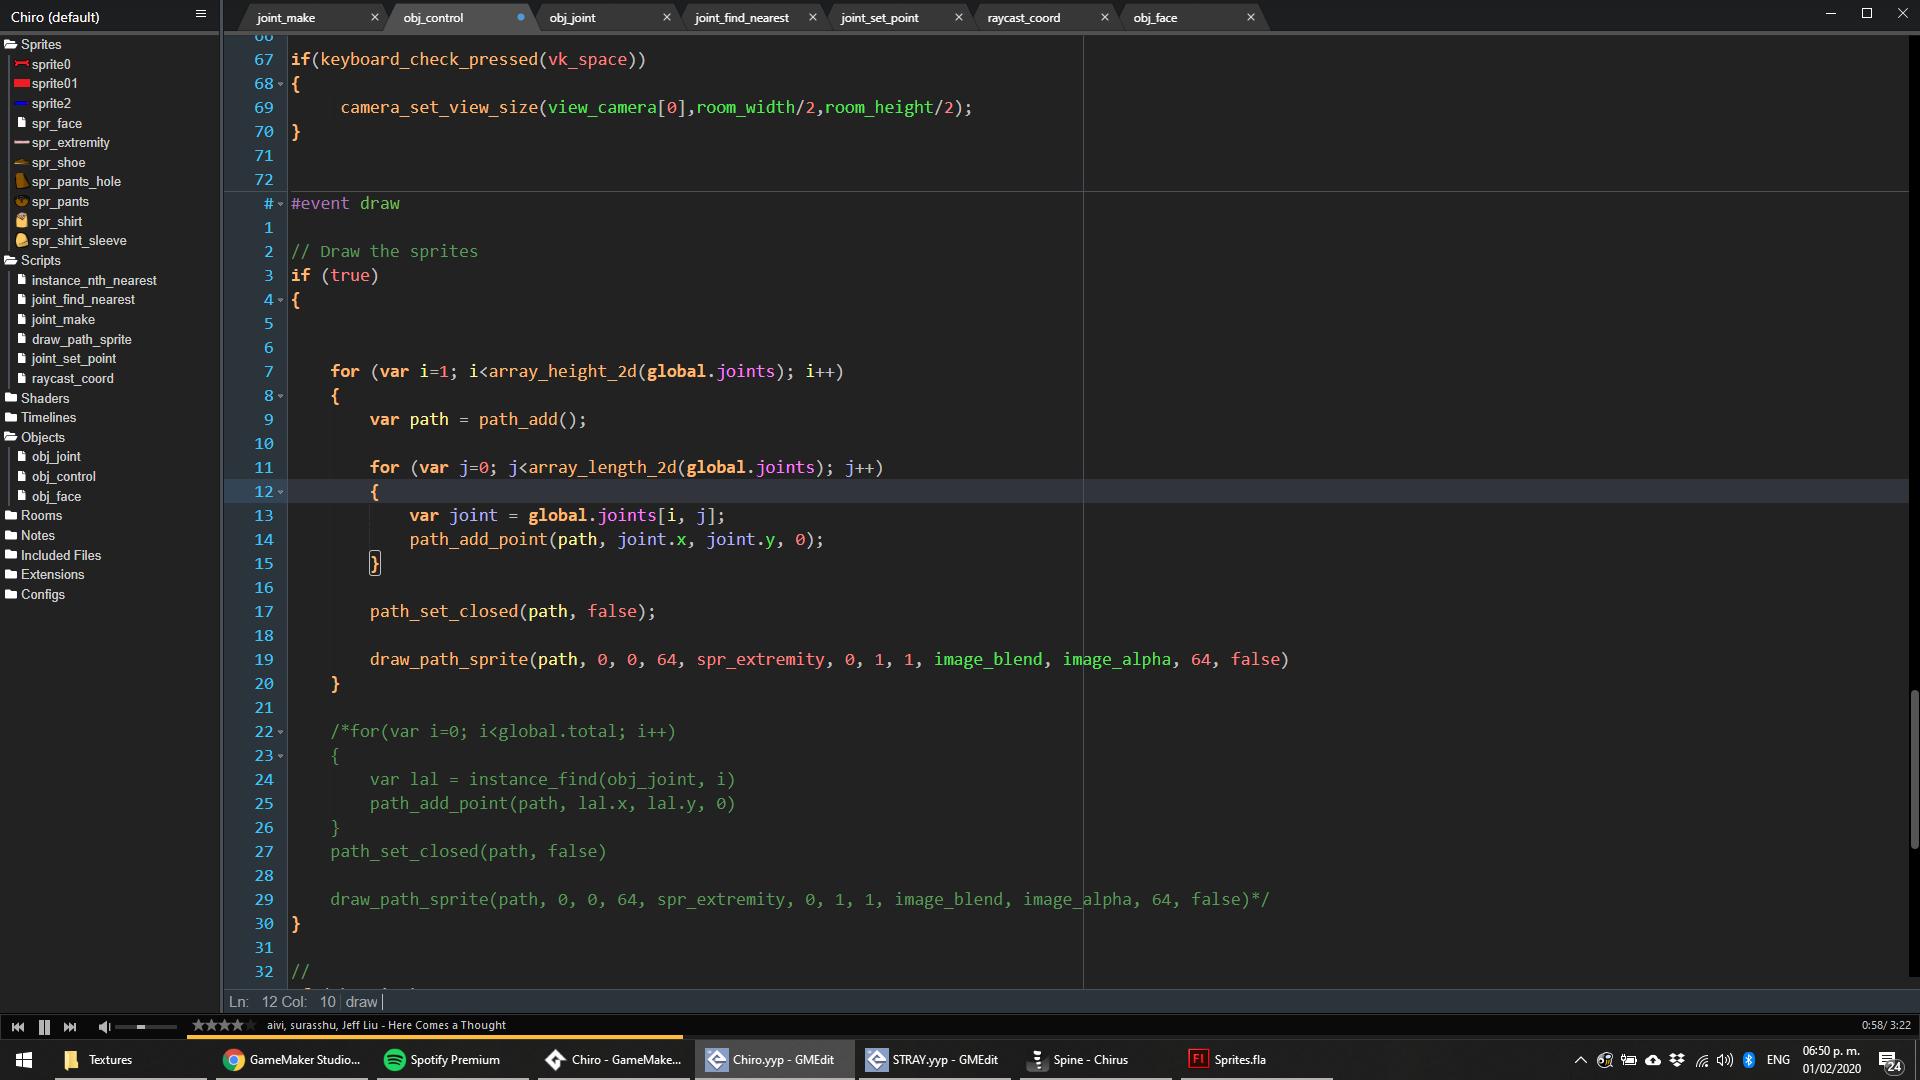 Chiro (default)
joint_make
obj_control
obj_joint
joint_find_nearest
joint_set_point
raycast_coord
obj_face
Sprites
sprite0
sprite01
sprite2
spr_face
spr_extremity
spr_shoe
spr_pants_hole
spr_pants
spr_shirt
spr_shirt_sleeve
Scripts
instance_nth_nearest
joint_find_nearest
joint_make
draw_path_sprite
joint_set_point
raycast_coord
Shaders
Timelines
Objects
obj_joint
obj_control
obj_face
Rooms
Notes
Included Files
Extensions
Configs
66
67 if(keyboard_check_pressed(vk_space))
68 {
69 camera_set_view_size(view_camera[0],room_width/2,room_height/2);
70 }
71
72
# #event draw
1
2 // Draw the sprites
3 if (true)
4 {
5
6
7 for (var i=1; i<array_height_2d(global.joints); i++)
8 {
9 var path = path_add();
10
11 for (var j=0; j<array_length_2d(global.joints); j++)
12 {
13 var joint = global.joints[i, j];
14 path_add_point(path, joint.x, joint.y, 0);
15 }
16
17 path_set_closed(path, false);
18
19 draw_path_sprite(path, 0, 0, 64, spr_extremity, 0, 1, 1, image_blend, image_alpha, 64, false)
20 }
21
22 /*for(var i=0; i<global.total; i++)
23 {
24 var lal = instance_find(obj_joint, i)
25 path_add_point(path, lal.x, lal.y, 0)
26 }
27 path_set_closed(path, false)
28
29 draw_path_sprite(path, 0, 0, 64, spr_extremity, 0, 1, 1, image_blend, image_alpha, 64, false)*/
30 }
31
32 //
Ln: 12 Col: 10 draw
aivi, surasshu, Jeff Liu - Here Comes a Thought
0:58/ 3:22
Textures
GameMaker Studio...
Spotify Premium
Chiro - GameMake...
Chiro.yyp - GMEdit
STRAY.yyp - GMEdit
Spine - Chirus
Fl
Sprites.fla
ENG
06:50 p. m.
01/02/2020
24